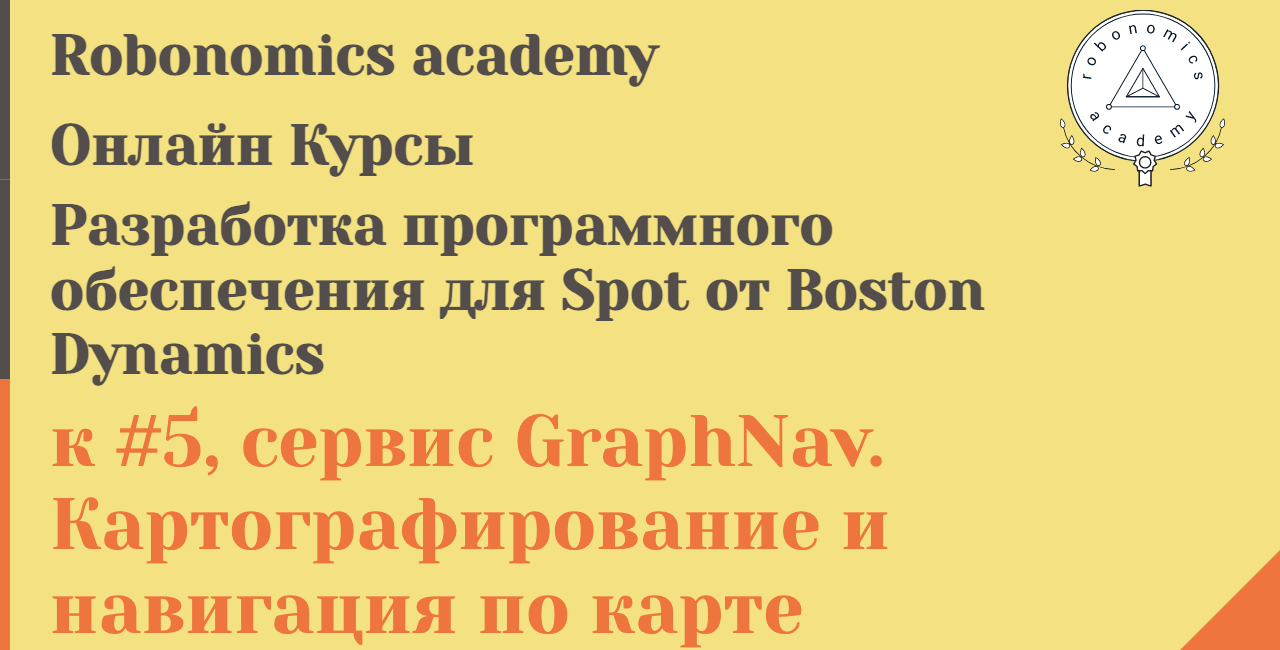 Robonomics academy
Онлайн Курсы
Разработка программного
обеспечения для Spot от Boston
Dynamics
к #5, сервис GraphNav.
Картографирование и
навигация по карте
robonomics
academy